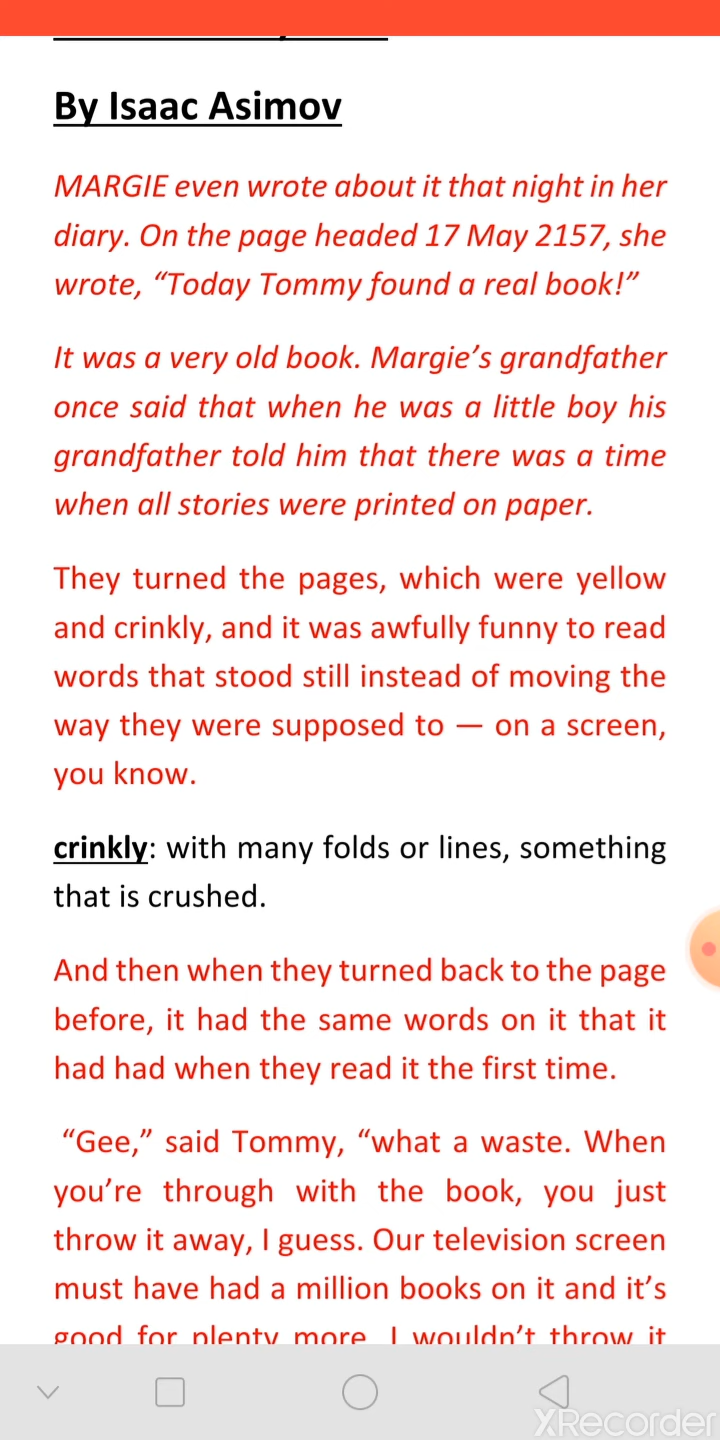 By Isaac Asimov
MARGIE even wrote about it that night in her
diary. On the page headed 17 May 2157, she
wrote, “Today Tommy found a real book!”
It was a very old book. Margie’s grandfather
once said that when he was a little boy his
grandfather told him that there was a time
when all stories were printed on paper.
They turned the pages, which were yellow
and crinkly, and it was awfully funny to read
words that stood still instead of moving the
way they were supposed to — on a screen,
you know.
crinkly: with many folds or lines, something
that is crushed.
And then when they turned back to the page
before, it had the same words on it that it
had had when they read it the first time.
“Gee,” said Tommy, “what a waste. When
you’re through with the book, you just
throw it away, I guess. Our television screen
must have had a million books on it and it’s
good for plenty more. I wouldn’t throw it
XRecorder